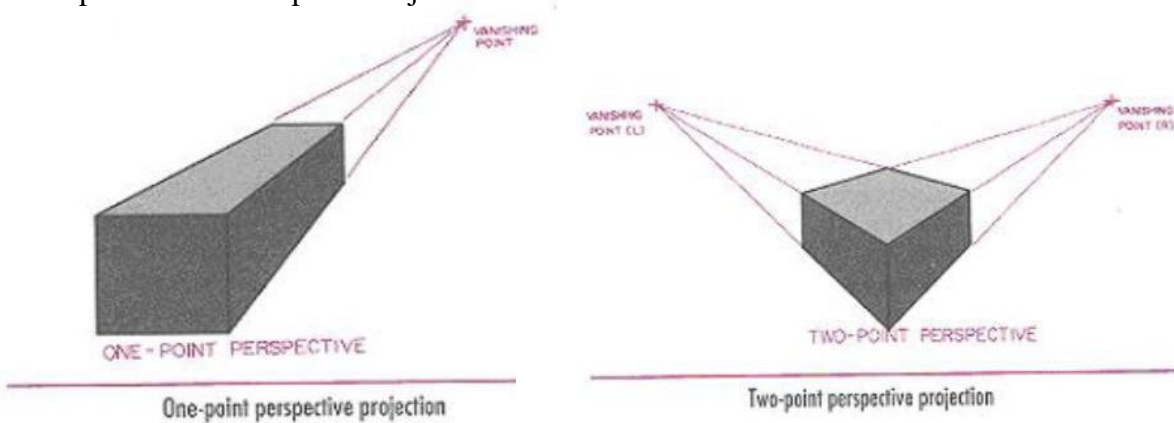 VANISHING
POINT
ONE-POINT PERSPECTIVE
One-point perspective projection
VANISHING
POINT (L)
VANISHING
POINT (R)
TWO-POINT PERSPECTIVE
Two-point perspective projection